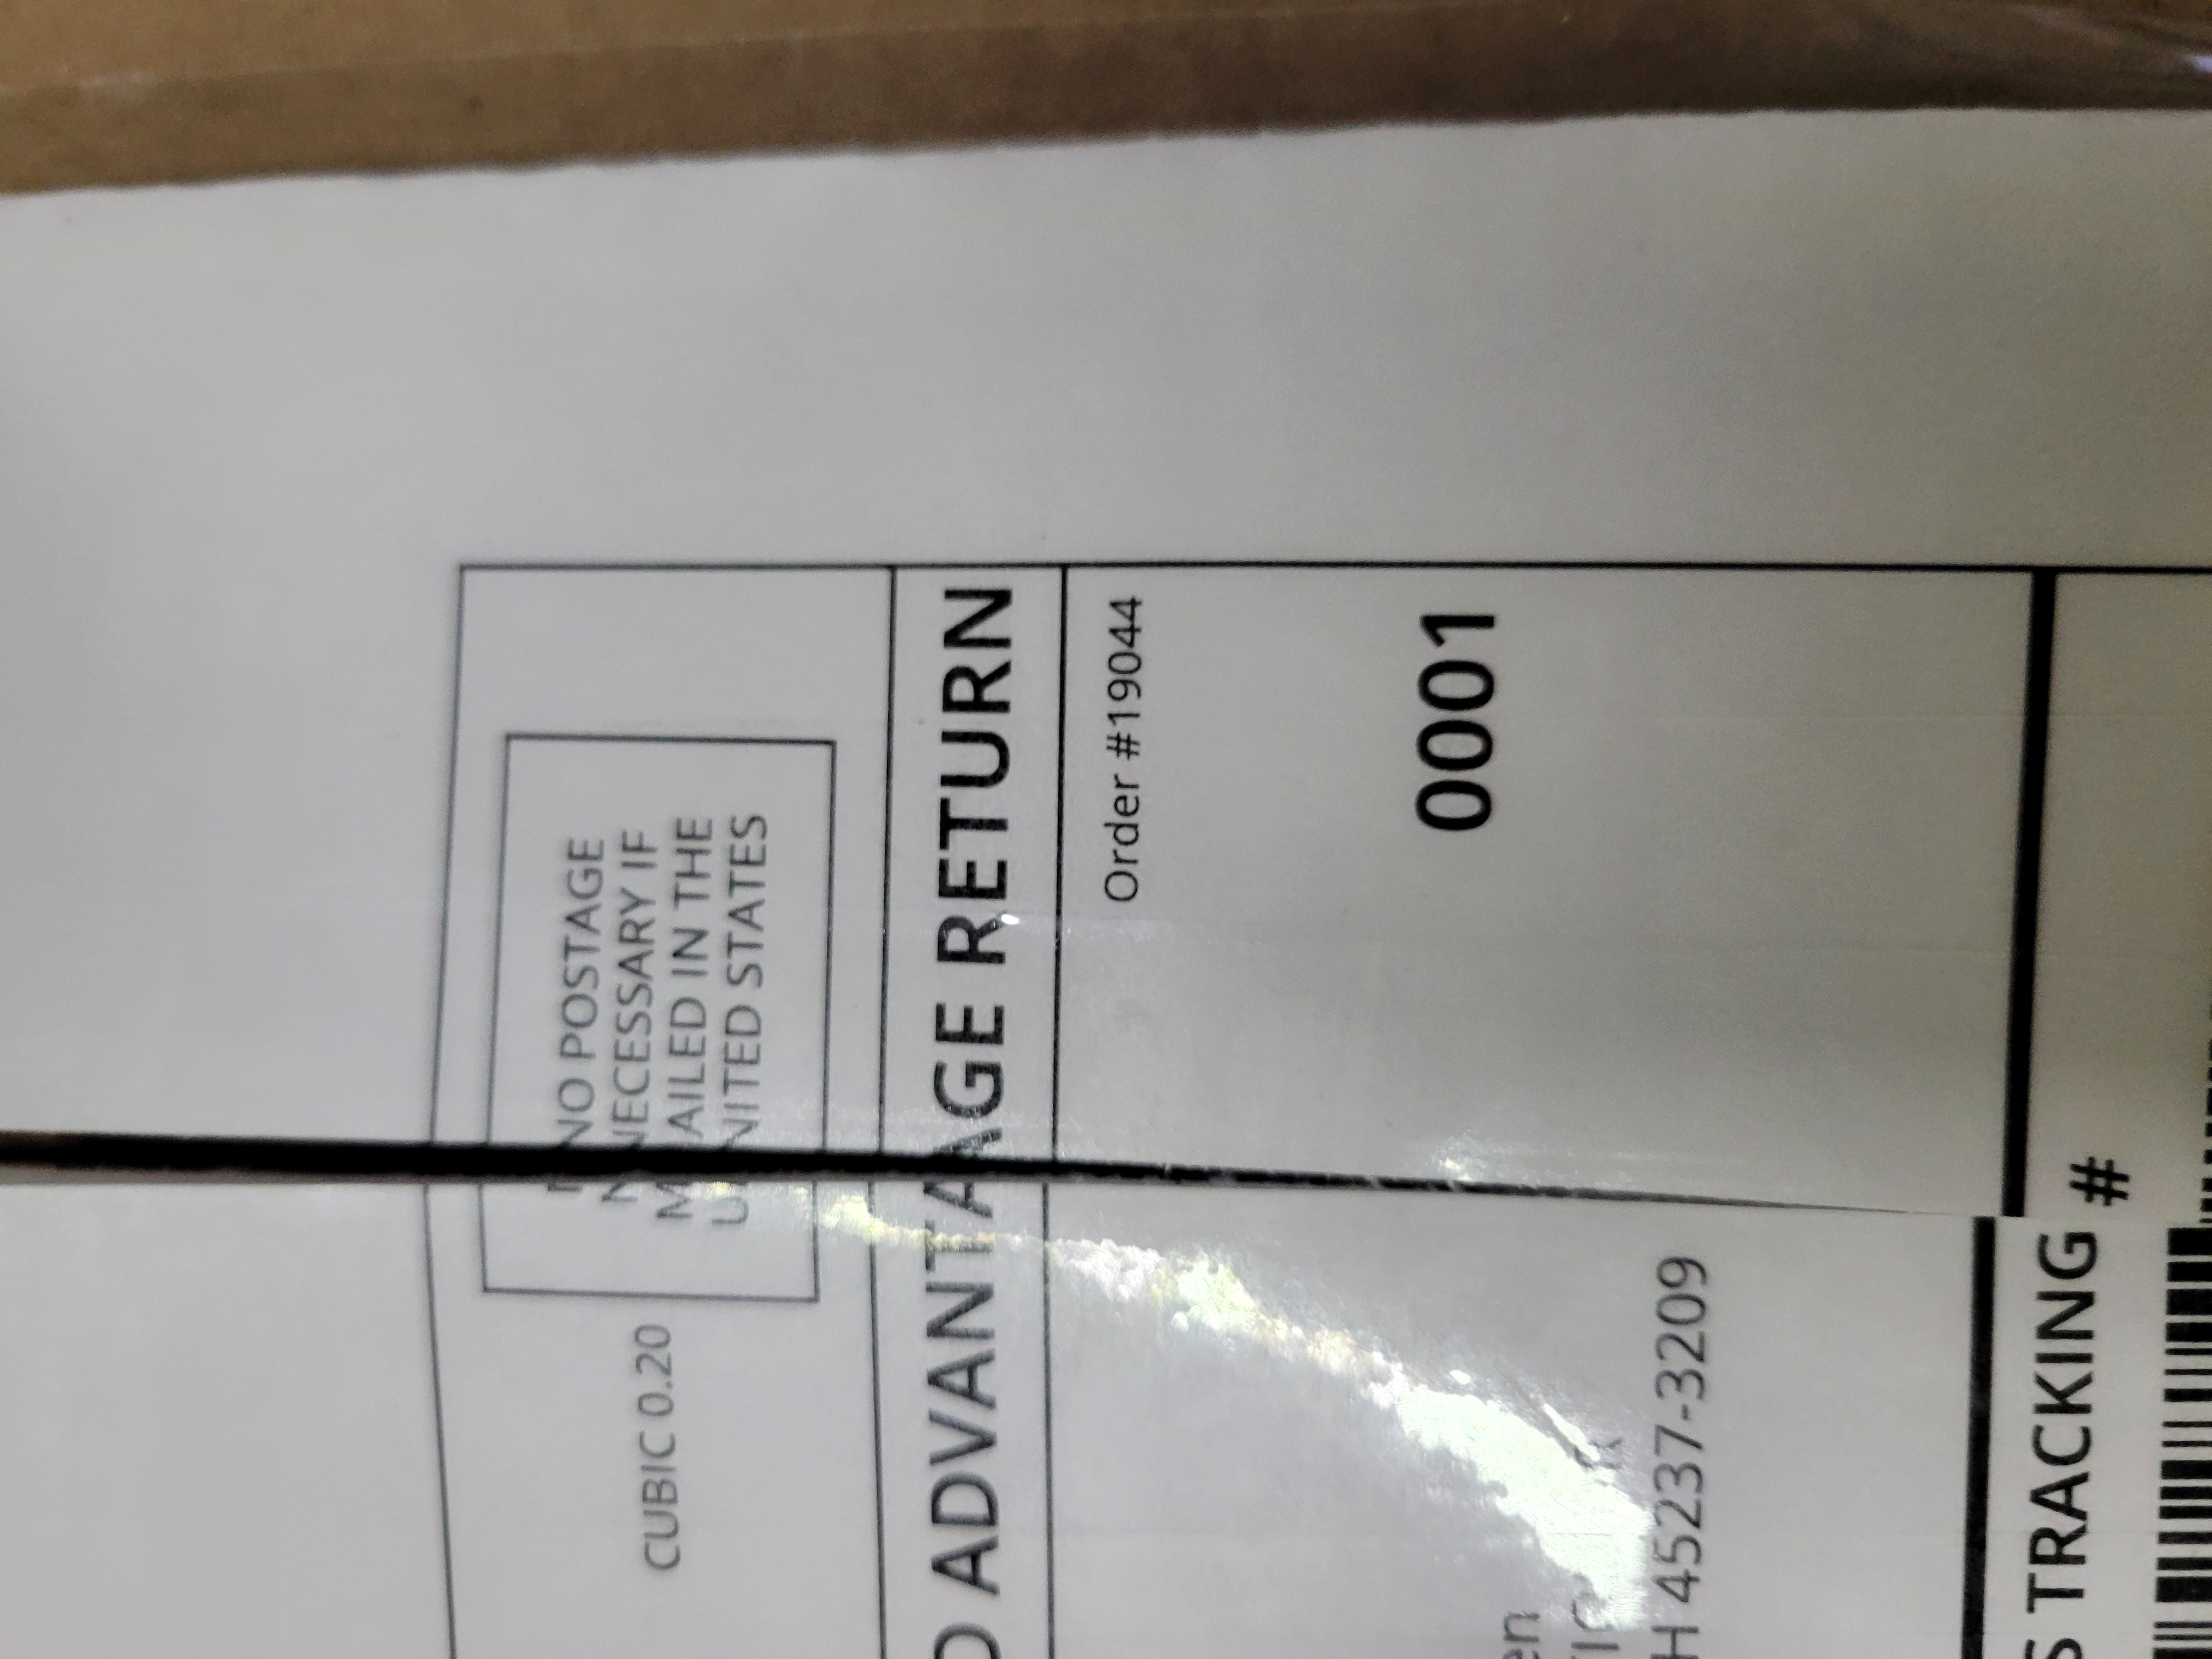 NO POSTAGE
NECESSARY IF
MAILED IN THE
UNITED STATES
CUBIC 0.20
ADVANTAGE RETURN
Order #19044
0001
45237-3209
TRACKING #